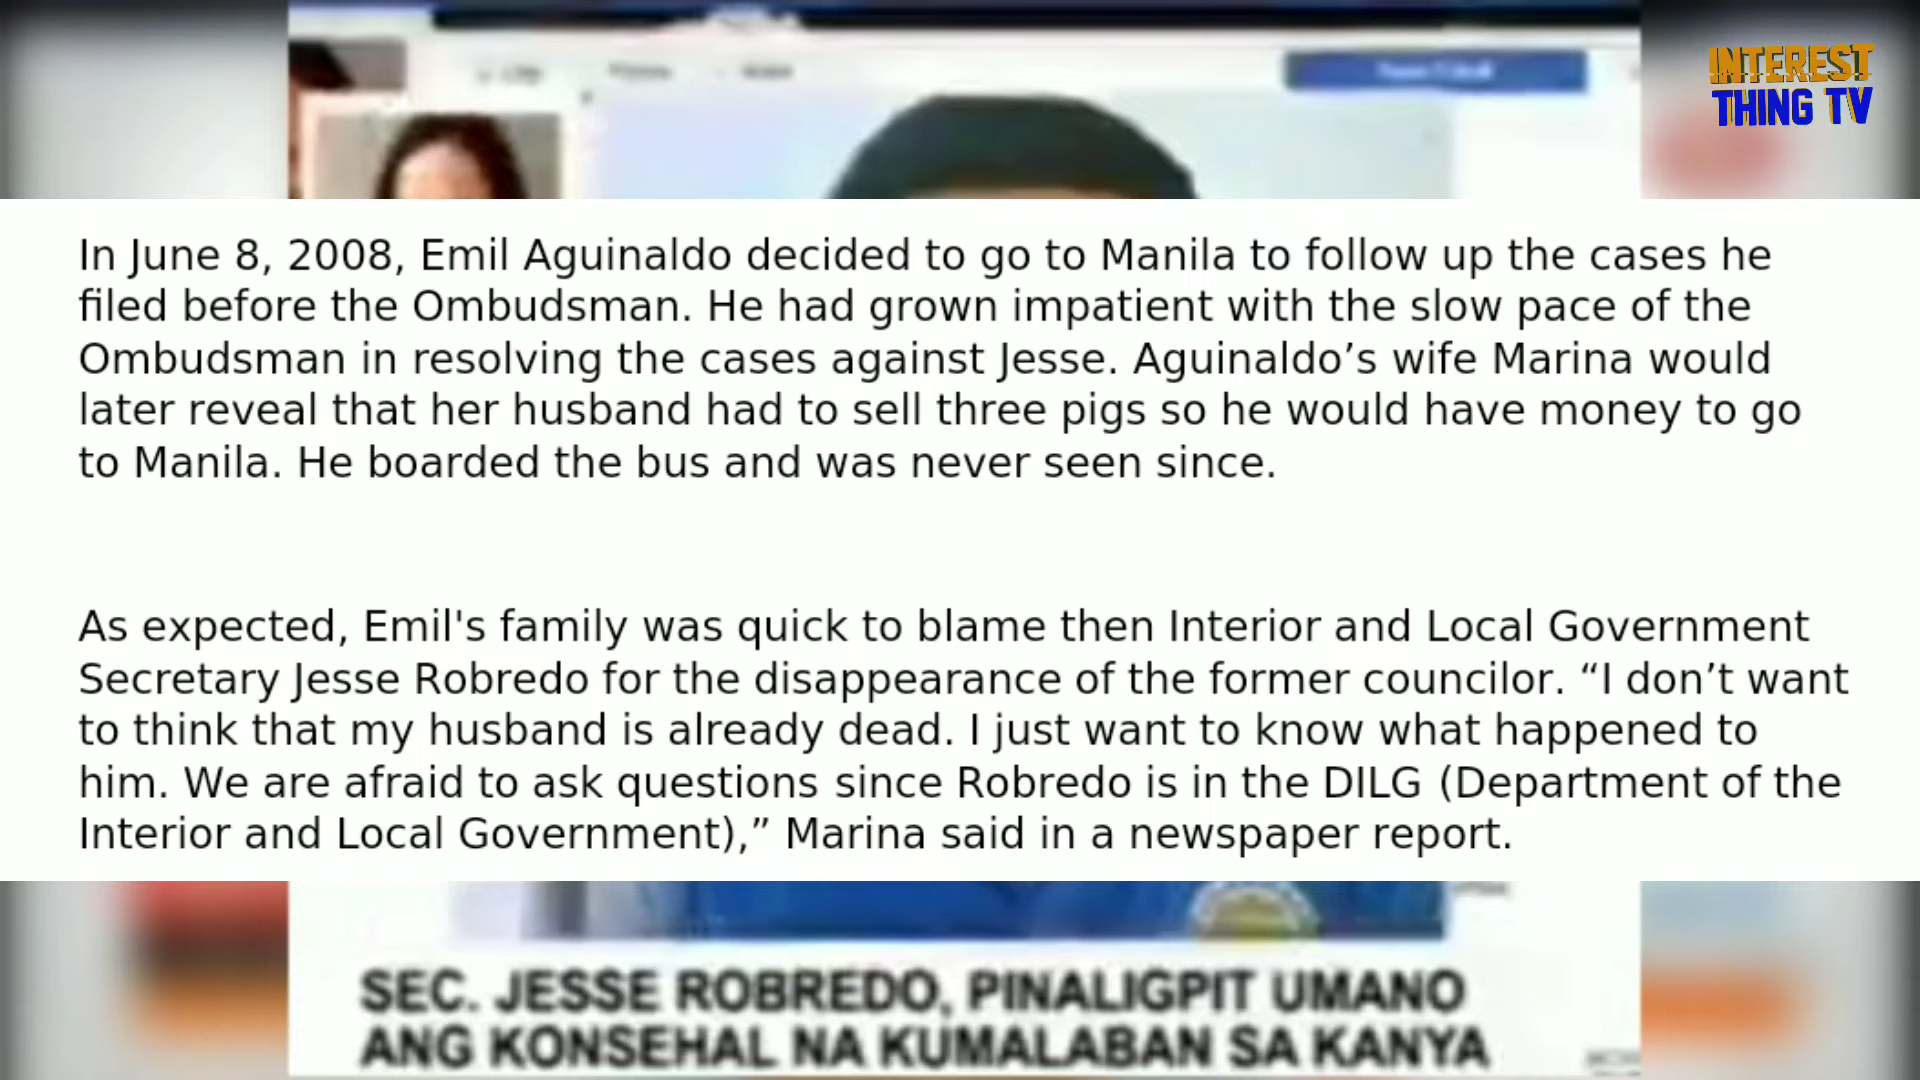 INTEREST
THING TV
In June 8, 2008, Emil Aguinaldo decided to go to Manila to follow up the cases he
filed before the Ombudsman. He had grown impatient with the slow pace of the
Ombudsman in resolving the cases against Jesse. Aguinaldo’s wife Marina would
later reveal that her husband had to sell three pigs so he would have money to go
to Manila. He boarded the bus and was never seen since.
As expected, Emil's family was quick to blame then Interior and Local Government
Secretary Jesse Robredo for the disappearance of the former councilor. “I don’t want
to think that my husband is already dead. I just want to know what happened to
him. We are afraid to ask questions since Robredo is in the DILG (Department of the
Interior and Local Government),” Marina said in a newspaper report.
SEC. JESSE ROBREDO, PINALIGPIT UMANO
ANG KONSEHAL NA KUMALABAN SA KANYA